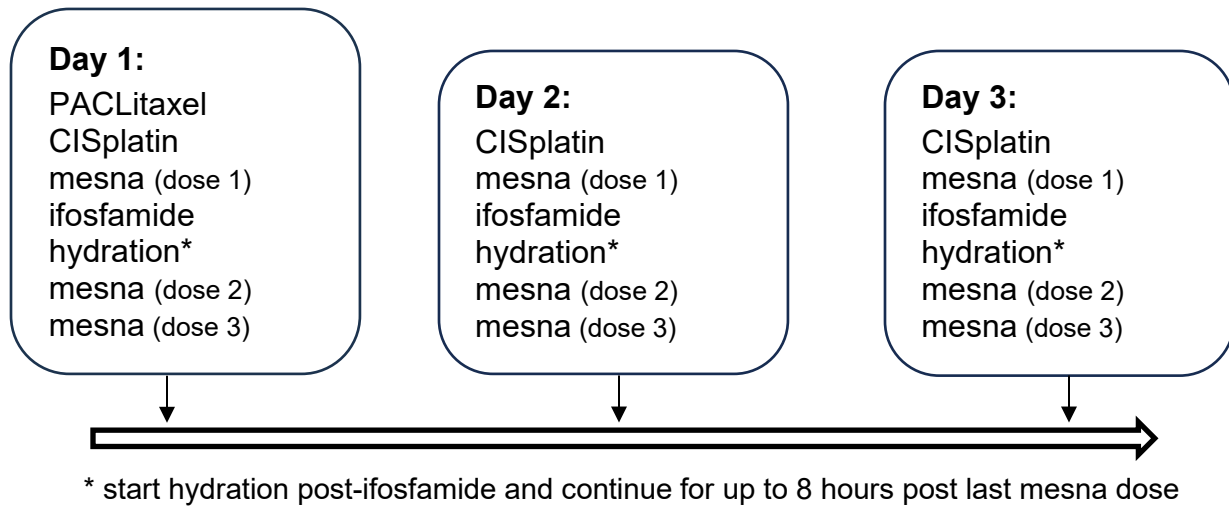 Day 1:
PACLitaxel
CISplatin
mesna (dose 1)
ifosfamide
hydration*
mesna (dose 2)
mesna (dose 3)
Day 2:
CISplatin
mesna (dose 1)
ifosfamide
hydration*
mesna (dose 2)
mesna (dose 3)
Day 3:
CISplatin
mesna (dose 1)
ifosfamide
hydration*
mesna (dose 2)
mesna (dose 3)
* start hydration post-ifosfamide and continue for up to 8 hours post last mesna dose